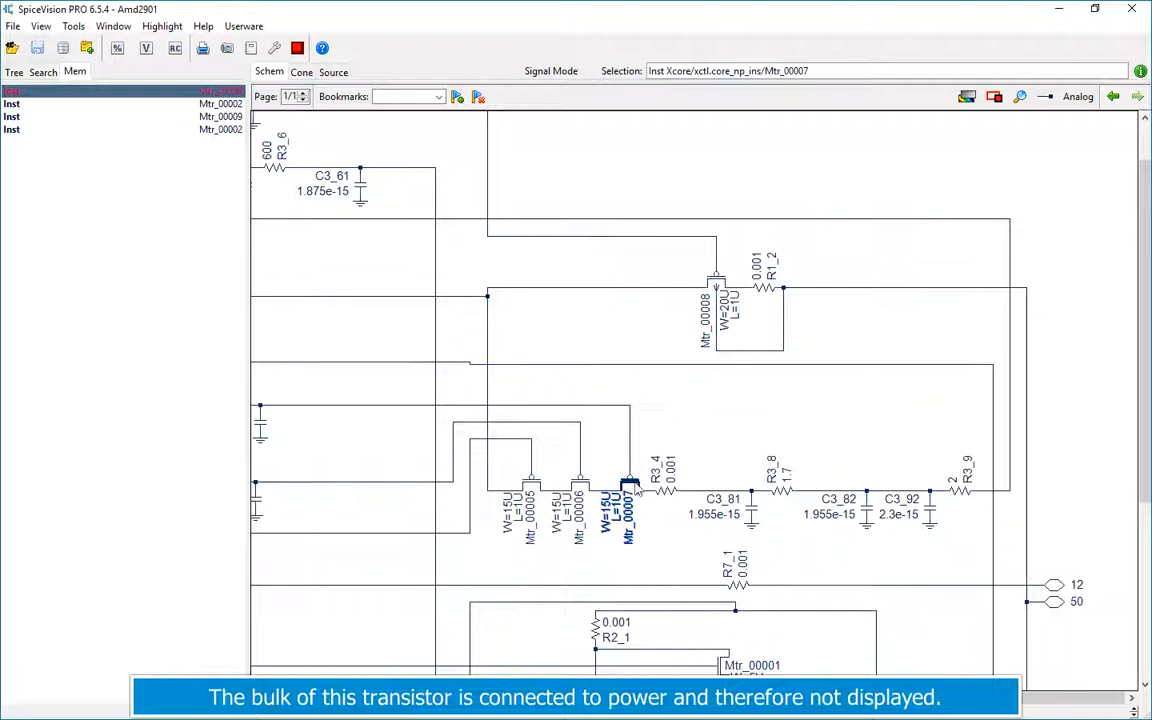 SpiceVision PRO 6.5.4 - Amd2901
File View Tools Window Highlight Help Userware
% V RC
Tree Search Mem
Schem Cone Source
Signal Mode
Selection: Inst Xcore/xctl.core_np_ins/Mtr_00007
Page: 1/1
Bookmarks:
Analog
Inst Mtr_00002
Inst Mtr_00009
Inst Mtr_00002
600
R3_6
C3_61
1.875e-15
0.001
R1_2
Mtr_00008
W=20U
L=1U
W=15U
L=1U
Mtr_00005
W=15U
L=1U
Mtr_00006
W=15U
L=1U
Mtr_00007
R3_4
0.001
C3_81
1.955e-15
R3_8
1.7
C3_82
1.955e-15
C3_92
2.3e-15
2
R3_9
R7_1
0.001
12
50
0.001
R2_1
Mtr_00001
The bulk of this transistor is connected to power and therefore not displayed.